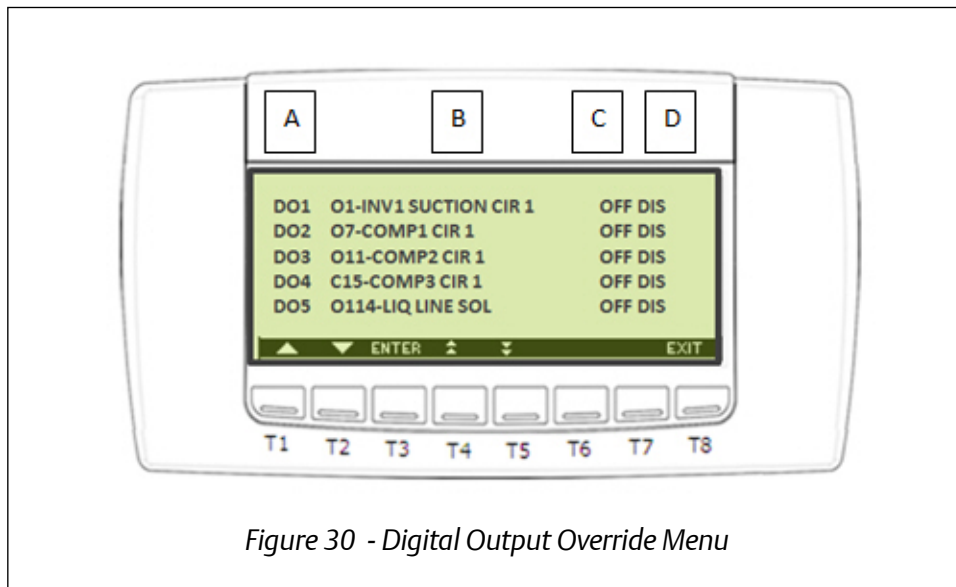 A B C D
DO1 O1-INV1 SUCTION CIR 1 OFF DIS
DO2 O7-COMP1 CIR 1 OFF DIS
DO3 O11-COMP2 CIR 1 OFF DIS
DO4 C15-COMP3 CIR 1 OFF DIS
DO5 O114-LIQ LINE SOL OFF DIS
ENTER EXIT
T1 T2 T3 T4 T5 T6 T7 T8
Figure 30 - Digital Output Override Menu